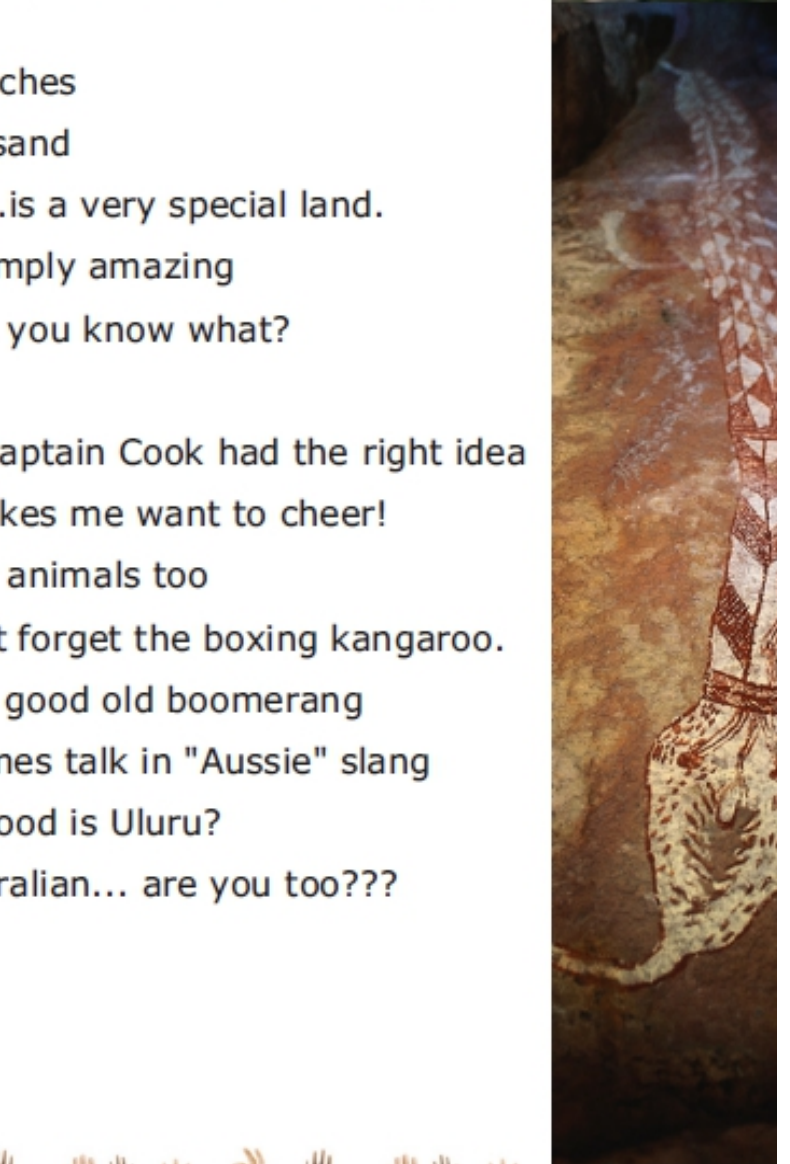 ches
sand
.is a very special land.
mply amazing
you know what?
aptain Cook had the right idea
kes me want to cheer!
animals too
t forget the boxing kangaroo.
good old boomerang
mes talk in "Aussie" slang
ood is Uluru?
ralian... are you too???